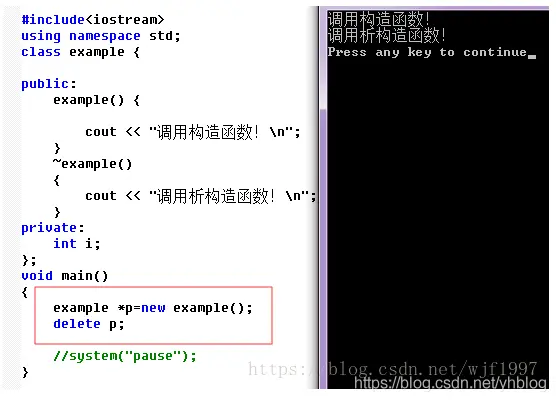 #include<iostream>
using namespace std;
class example {
public:
example() {
cout << "调用构造函数! \n";
}
~example()
{
cout << "调用析构造函数! \n";
}
private:
int i;
};
void main()
{
example *p=new example();
delete p;
//system("pause");
}
调用构造函数!
调用析构造函数!
Press any key to continue_
https://blog.csdn.net/wjf1997
https://blog.csdn.net/yhblog